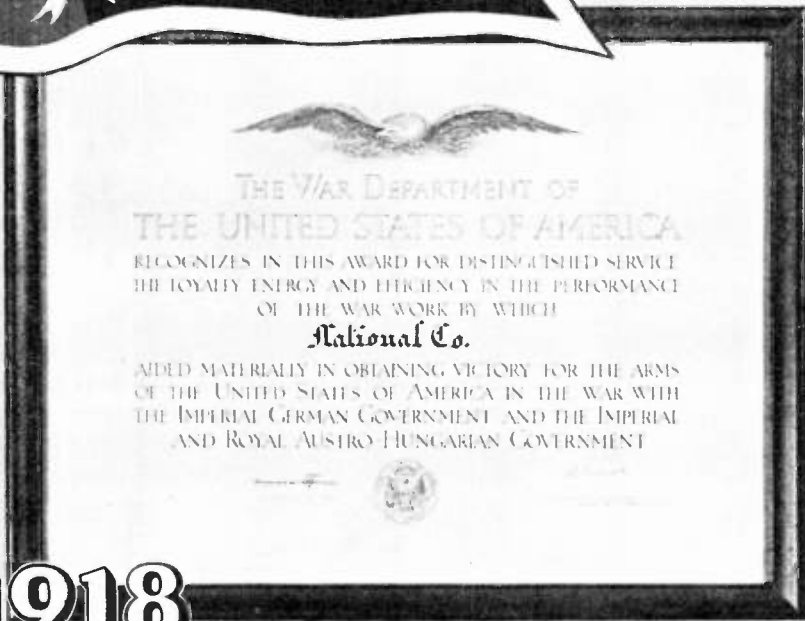 THE WAR DEPARTMENT OF
THE UNITED STATES OF AMERICA
RECOGNIZES IN THIS AWARD FOR DISTINGUISHED SERVICE
THE LOYALTY ENERGY AND EFFICIENCY IN THE PERFORMANCE
OF THE WAR WORK BY WHICH
National Co.
AIDED MATERIALLY IN OBTAINING VICTORY FOR THE ARMS
OF THE UNITED STATES OF AMERICA IN THE WAR WITH
THE IMPERIAL GERMAN GOVERNMENT AND THE IMPERIAL
AND ROYAL AUSTRO-HUNGARIAN GOVERNMENT
1918